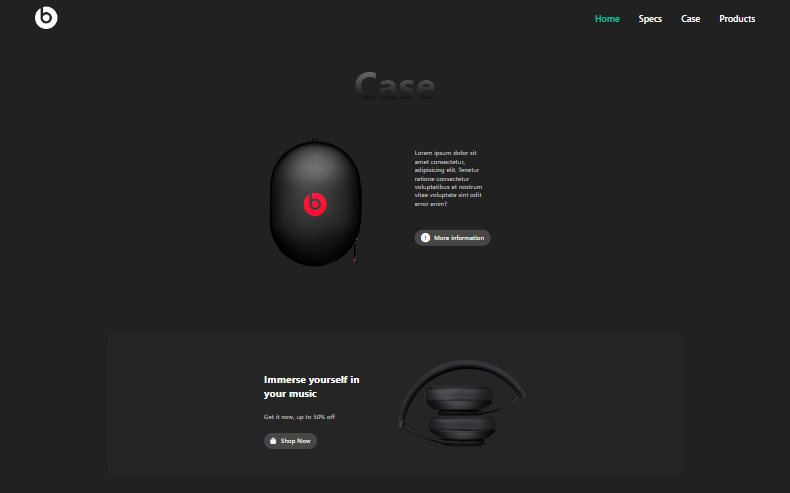 b
Home Specs Case Products
Case
Lorem ipsum dolor sit
amet consectetur,
adipisicing elit. Tenetur
ratione consectetur
voluptatibus et nostrum
vitae voluptate sint odit
error enim?
b
More information
Immerse yourself in
your music
Get it now, up to 50% off
Shop Now